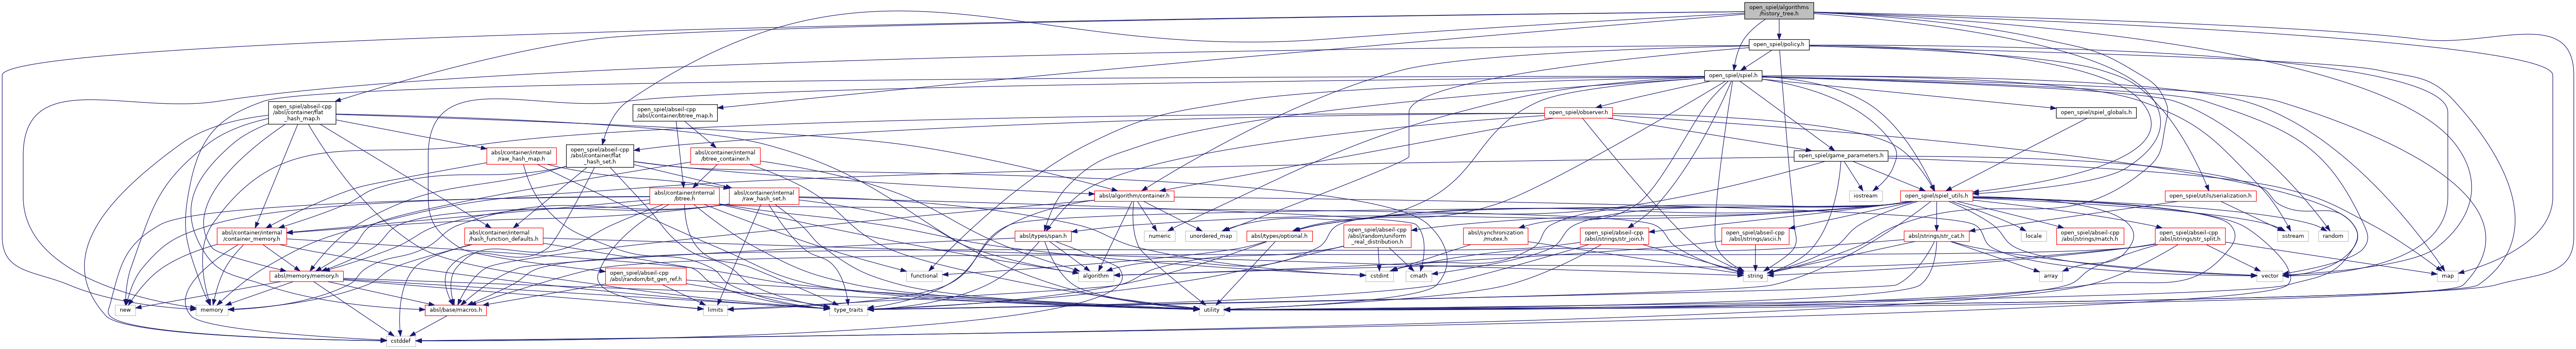 open_spiel/algorithms
/history_tree.h
open_spiel/policy.h
open_spiel/spiel.h
open_spiel/abseil-cpp
/absl/container/flat
_hash_map.h
open_spiel/abseil-cpp
/absl/container/btree_map.h
open_spiel/observer.h
open_spiel/spiel_globals.h
absl/container/internal
/raw_hash_map.h
open_spiel/abseil-cpp
/absl/container/flat
_hash_set.h
absl/container/internal
/btree_container.h
open_spiel/game_parameters.h
absl/container/internal
/btree.h
absl/container/internal
/raw_hash_set.h
absl/algorithm/container.h
iostream
open_spiel/spiel_utils.h
open_spiel/utils/serialization.h
absl/container/internal
/container_memory.h
absl/container/internal
/hash_function_defaults.h
absl/types/span.h
numeric
unordered_map
absl/types/optional.h
open_spiel/abseil-cpp
/absl/random/uniform
_real_distribution.h
absl/synchronization
/mutex.h
open_spiel/abseil-cpp
/absl/strings/str_join.h
open_spiel/abseil-cpp
/absl/strings/ascii.h
absl/strings/str_cat.h
locale
open_spiel/abseil-cpp
/absl/strings/match.h
open_spiel/abseil-cpp
/absl/strings/str_split.h
sstream
random
absl/memory/memory.h
open_spiel/abseil-cpp
/absl/random/bit_gen_ref.h
functional
algorithm
cstdint
cmath
string
array
vector
map
new
memory
absl/base/macros.h
limits
type_traits
utility
cstddef